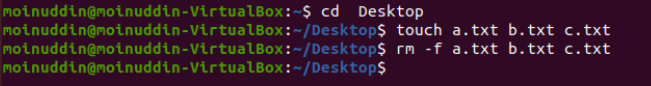 moinuddin@moinuddin-VirtualBox:~$ cd  Desktop
moinuddin@moinuddin-VirtualBox:~/Desktop$ touch a.txt b.txt c.txt
moinuddin@moinuddin-VirtualBox:~/Desktop$ rm -f a.txt b.txt c.txt
moinuddin@moinuddin-VirtualBox:~/Desktop$